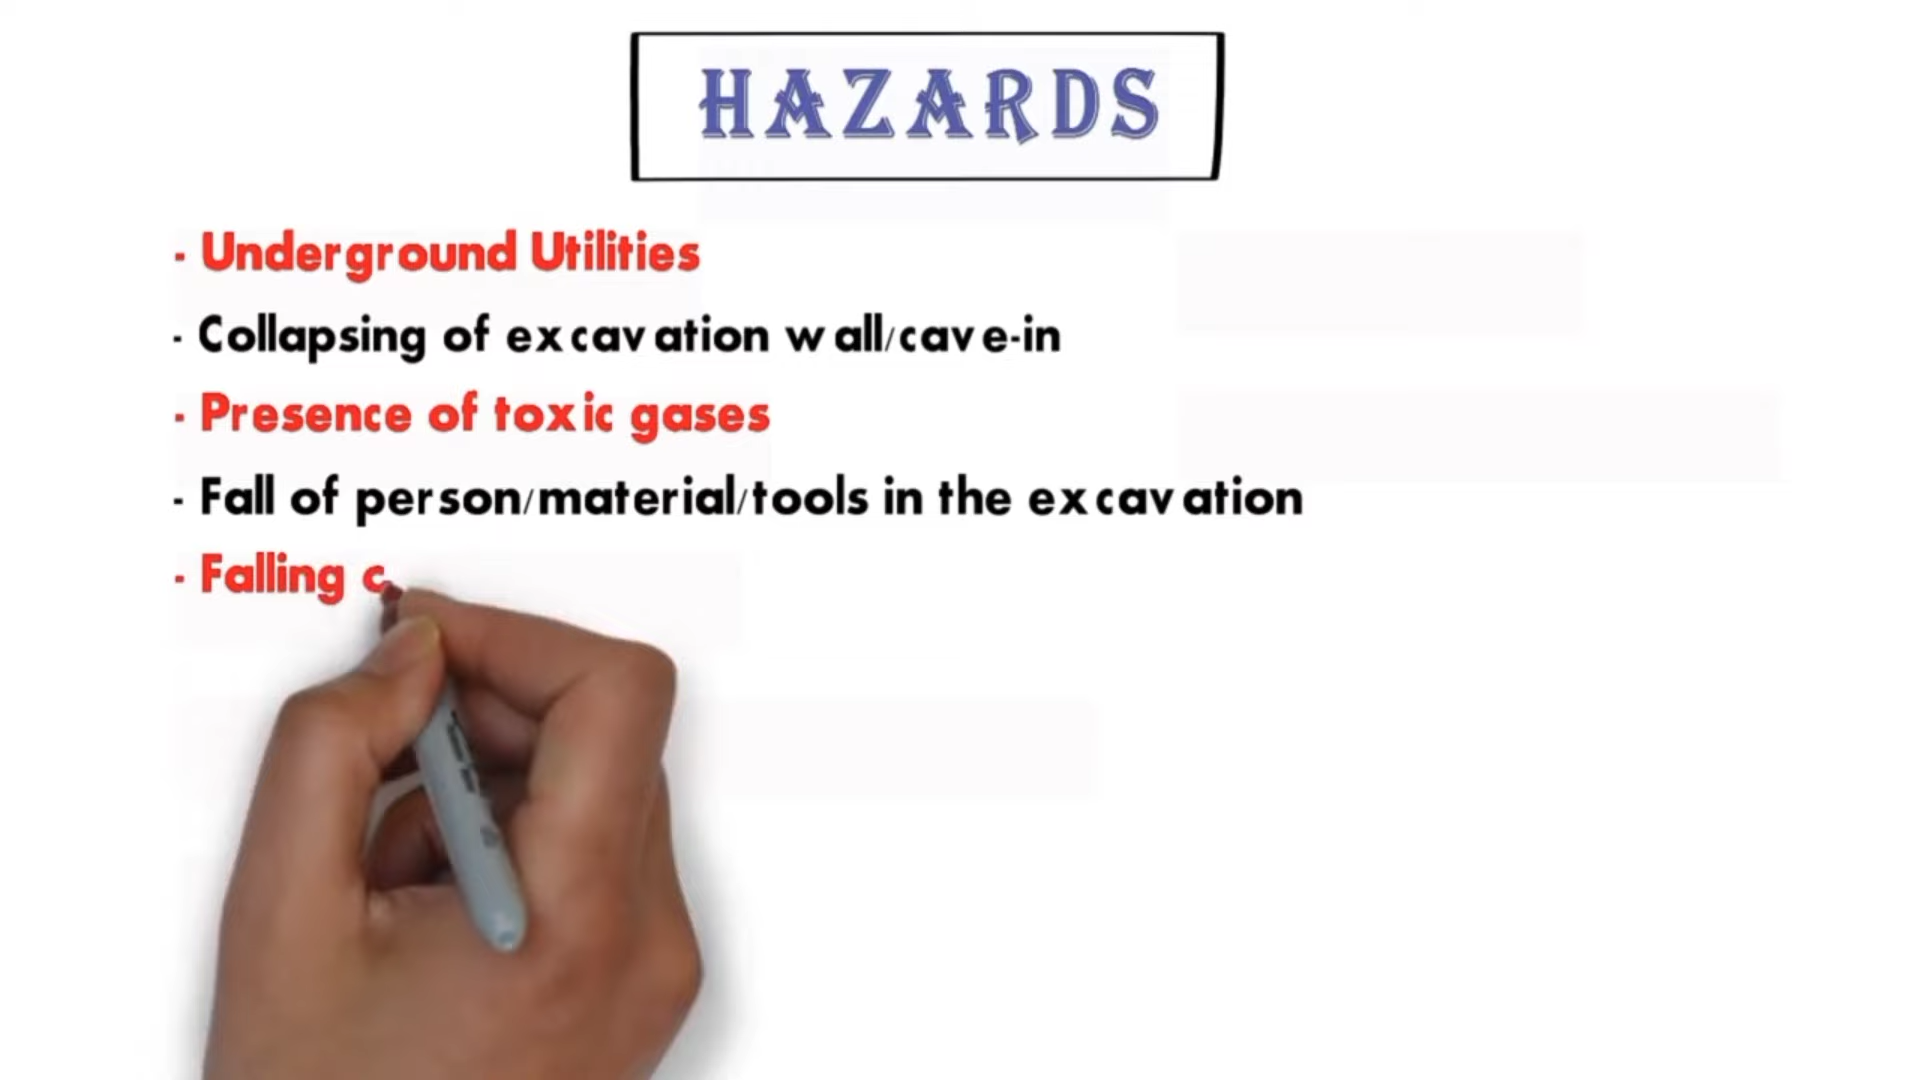 HAZARDS
- Underground Utilities
- Collapsing of excavation wall/cave-in
- Presence of toxic gases
- Fall of person/material/tools in the excavation
- Falling